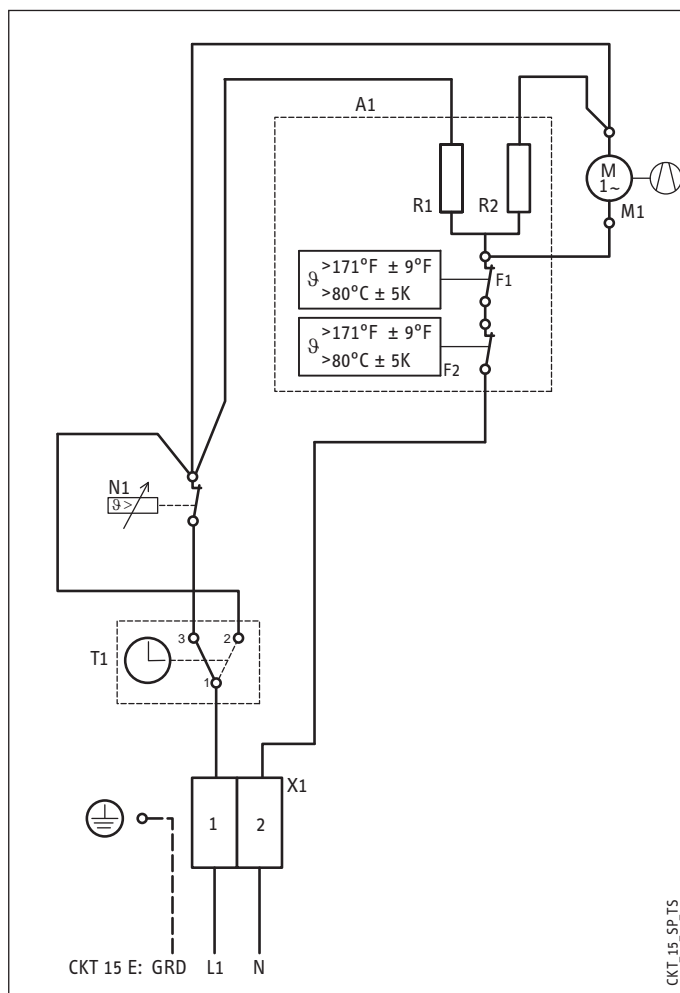 A1
R1
R2
M
1~
M1
ϑ >171°F ± 9°F
>80°C ± 5K
F1
ϑ >171°F ± 9°F
>80°C ± 5K
F2
N1
ϑ>
T1
3
2
1
X1
1
2
CKT 15 E: GRD L1 N
CKT_15_SP_TS